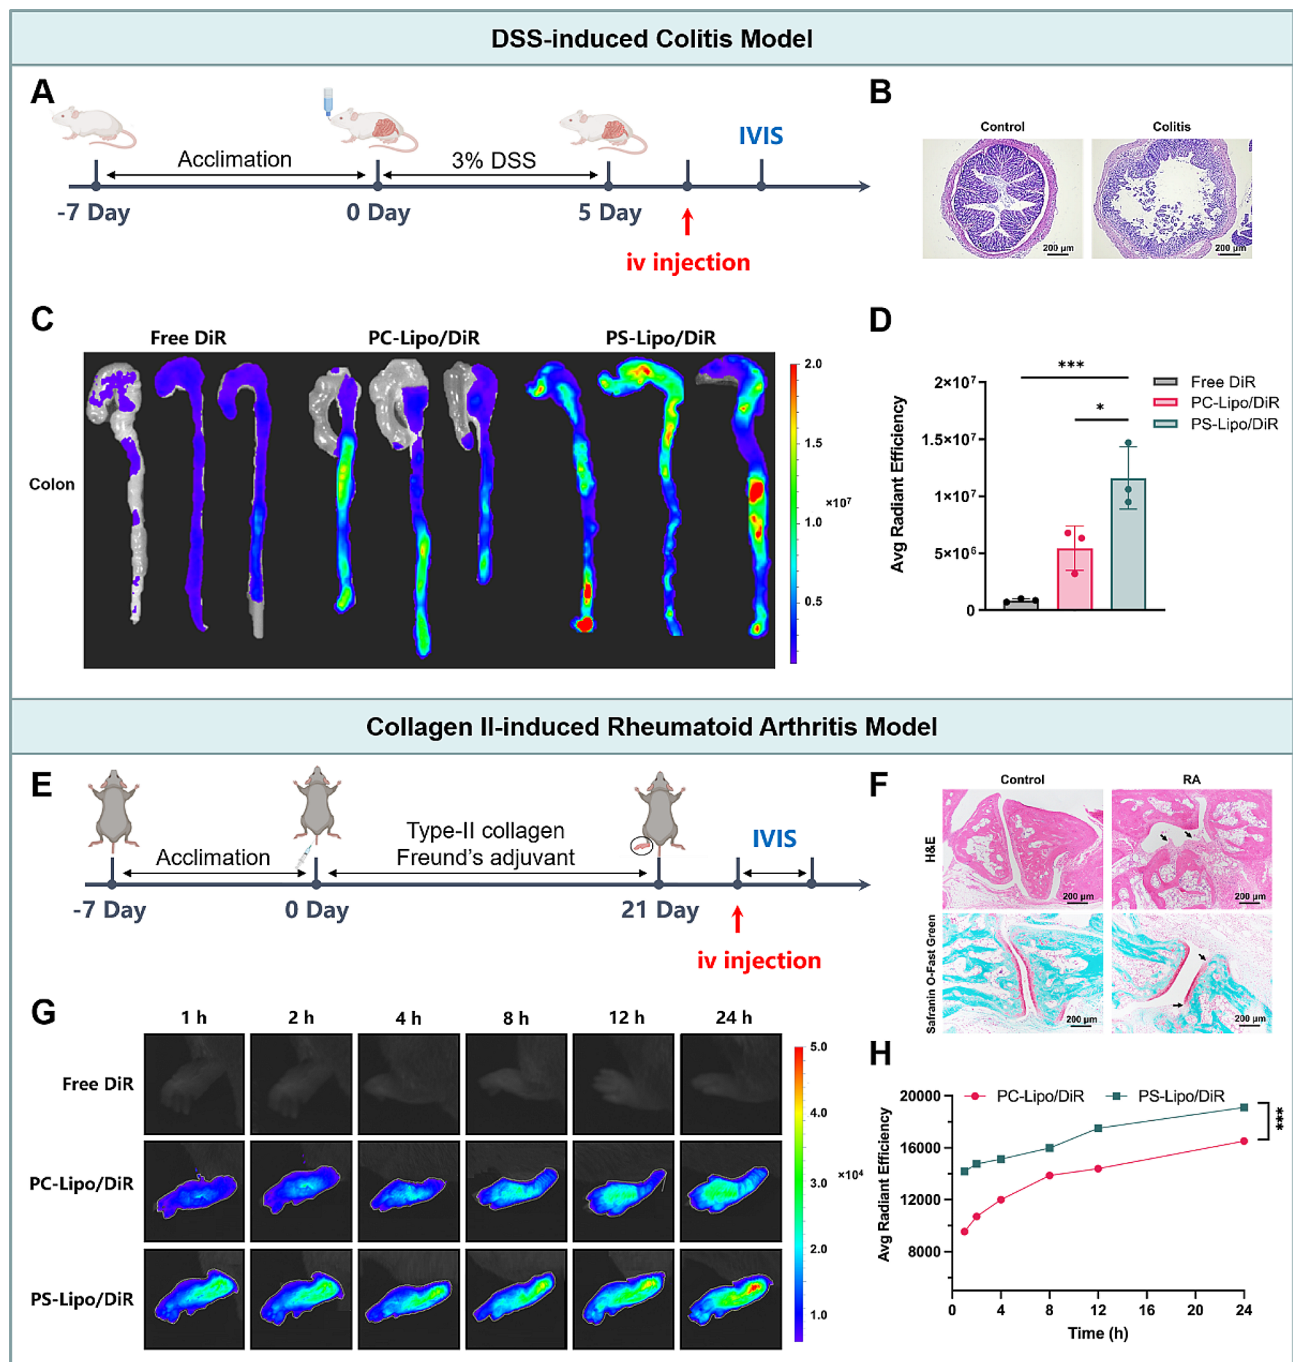 DSS-induced Colitis Model
A
Acclimation
3% DSS
IVIS
-7 Day
0 Day
5 Day
iv injection
B
Control
Colitis
200 μm
200 μm
C
Free DiR
PC-Lipo/DiR
PS-Lipo/DiR
Colon
2.0
1.5
×10⁷
1.0
0.5
D
***
*
Free DiR
PC-Lipo/DiR
PS-Lipo/DiR
Avg Radiant Efficiency
2×10⁷
1.5×10⁷
1×10⁷
5×10⁶
0
Collagen II-induced Rheumatoid Arthritis Model
E
Acclimation
Type-II collagen
Freund's adjuvant
IVIS
-7 Day
0 Day
21 Day
iv injection
F
Control
RA
H&E
200 μm
200 μm
Safranin O-Fast Green
200 μm
200 μm
G
1 h
2 h
4 h
8 h
12 h
24 h
Free DiR
PC-Lipo/DiR
PS-Lipo/DiR
5.0
4.0
×10⁴
3.0
2.0
1.0
H
PC-Lipo/DiR
PS-Lipo/DiR
***
Avg Radiant Efficiency
20000
16000
12000
8000
0
4
8
12
16
20
24
Time (h)